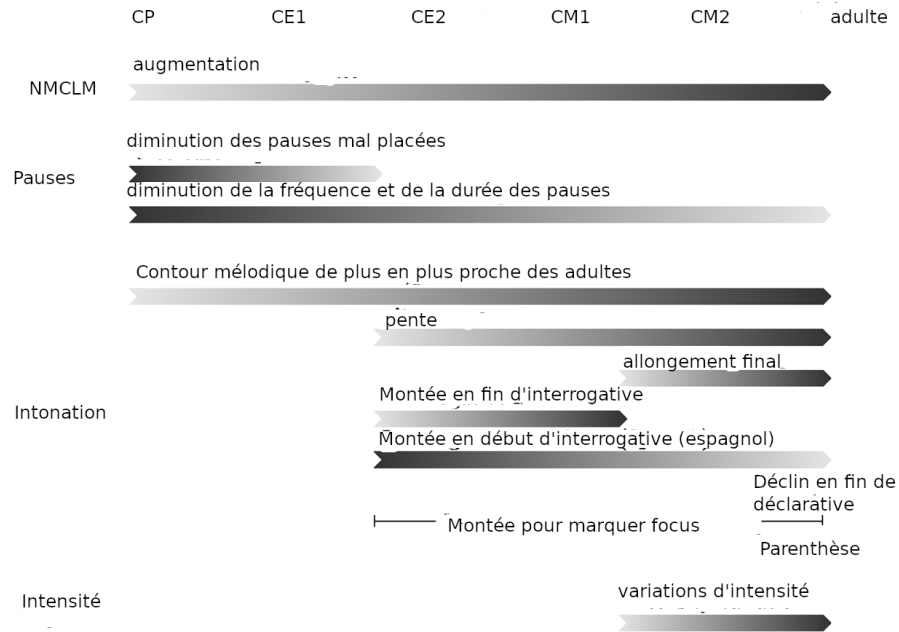 CP CE1 CE2 CM1 CM2 adulte
augmentation
NMCLM
diminution des pauses mal placées
Pauses
diminution de la fréquence et de la durée des pauses
Contour mélodique de plus en plus proche des adultes
pente
allongement final
Montée en fin d'interrogative
Intonation
Montée en début d'interrogative (espagnol)
Déclin en fin de
déclarative
Montée pour marquer focus
Parenthèse
variations d'intensité
Intensité